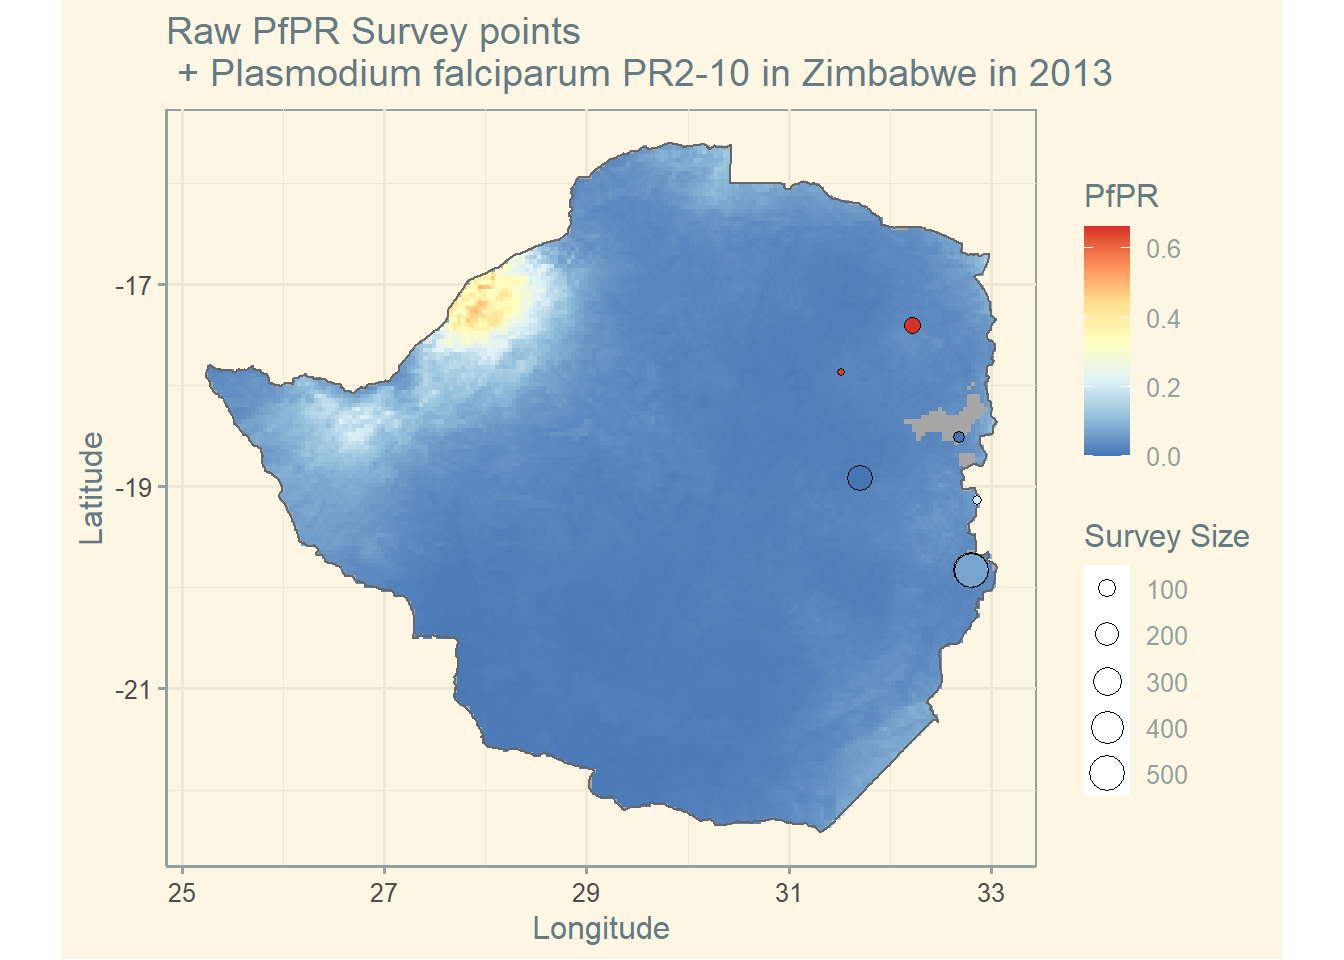 Raw PfPR Survey points
+ Plasmodium falciparum PR2-10 in Zimbabwe in 2013
PfPR
0.6
0.4
0.2
0.0
Survey Size
100
200
300
400
500
Latitude
-17
-19
-21
25 27 29 31 33
Longitude